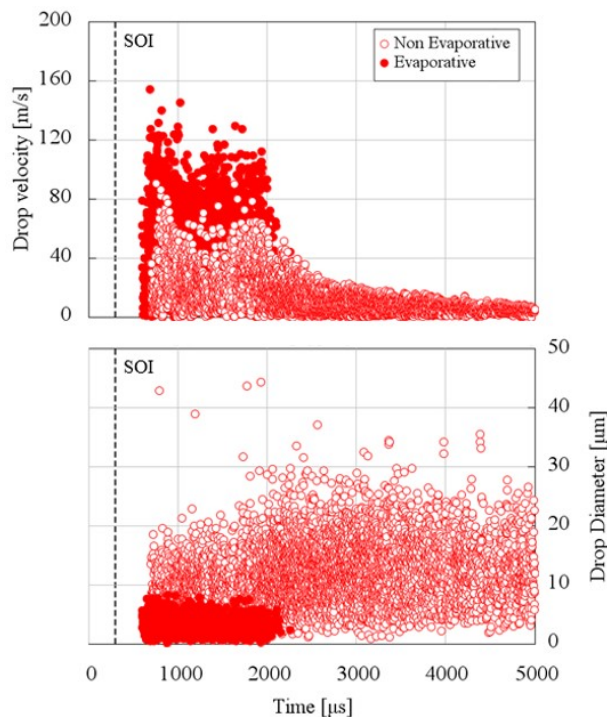 SOI
Non Evaporative
Evaporative
200
160
120
80
40
0
Drop velocity [m/s]
SOI
50
40
30
20
10
0
Drop Diameter [μm]
0 1000 2000 3000 4000 5000
Time [μs]